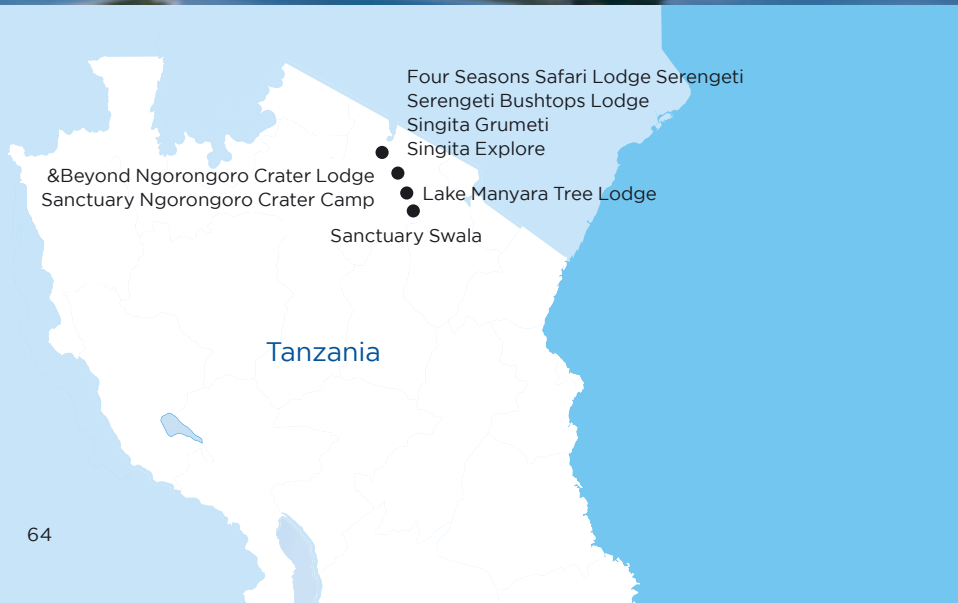 Four Seasons Safari Lodge Serengeti
Serengeti Bushtops Lodge
Singita Grumeti
Singita Explore
&Beyond Ngorongoro Crater Lodge
Sanctuary Ngorongoro Crater Camp
Lake Manyara Tree Lodge
Sanctuary Swala
Tanzania
64